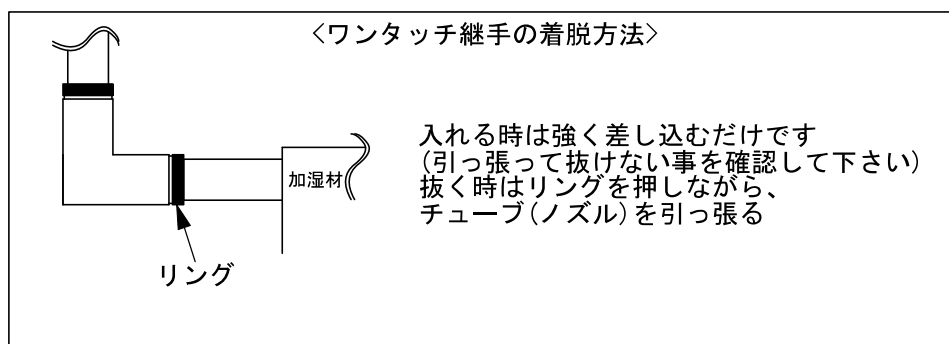 〈ワンタッチ継手の着脱方法〉
入れる時は強く差し込むだけです
(引っ張って抜けない事を確認して下さい)
抜く時はリングを押しながら、
チューブ(ノズル)を引っ張る
加湿材
リング